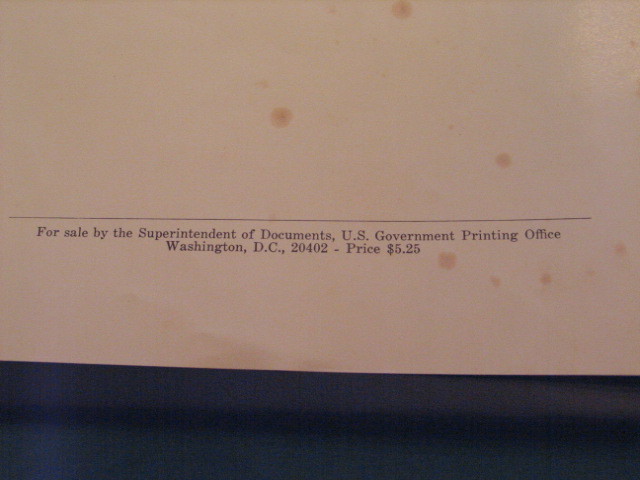 For sale by the Superintendent of Documents, U.S. Government Printing Office
Washington, D.C., 20402 - Price $5.25